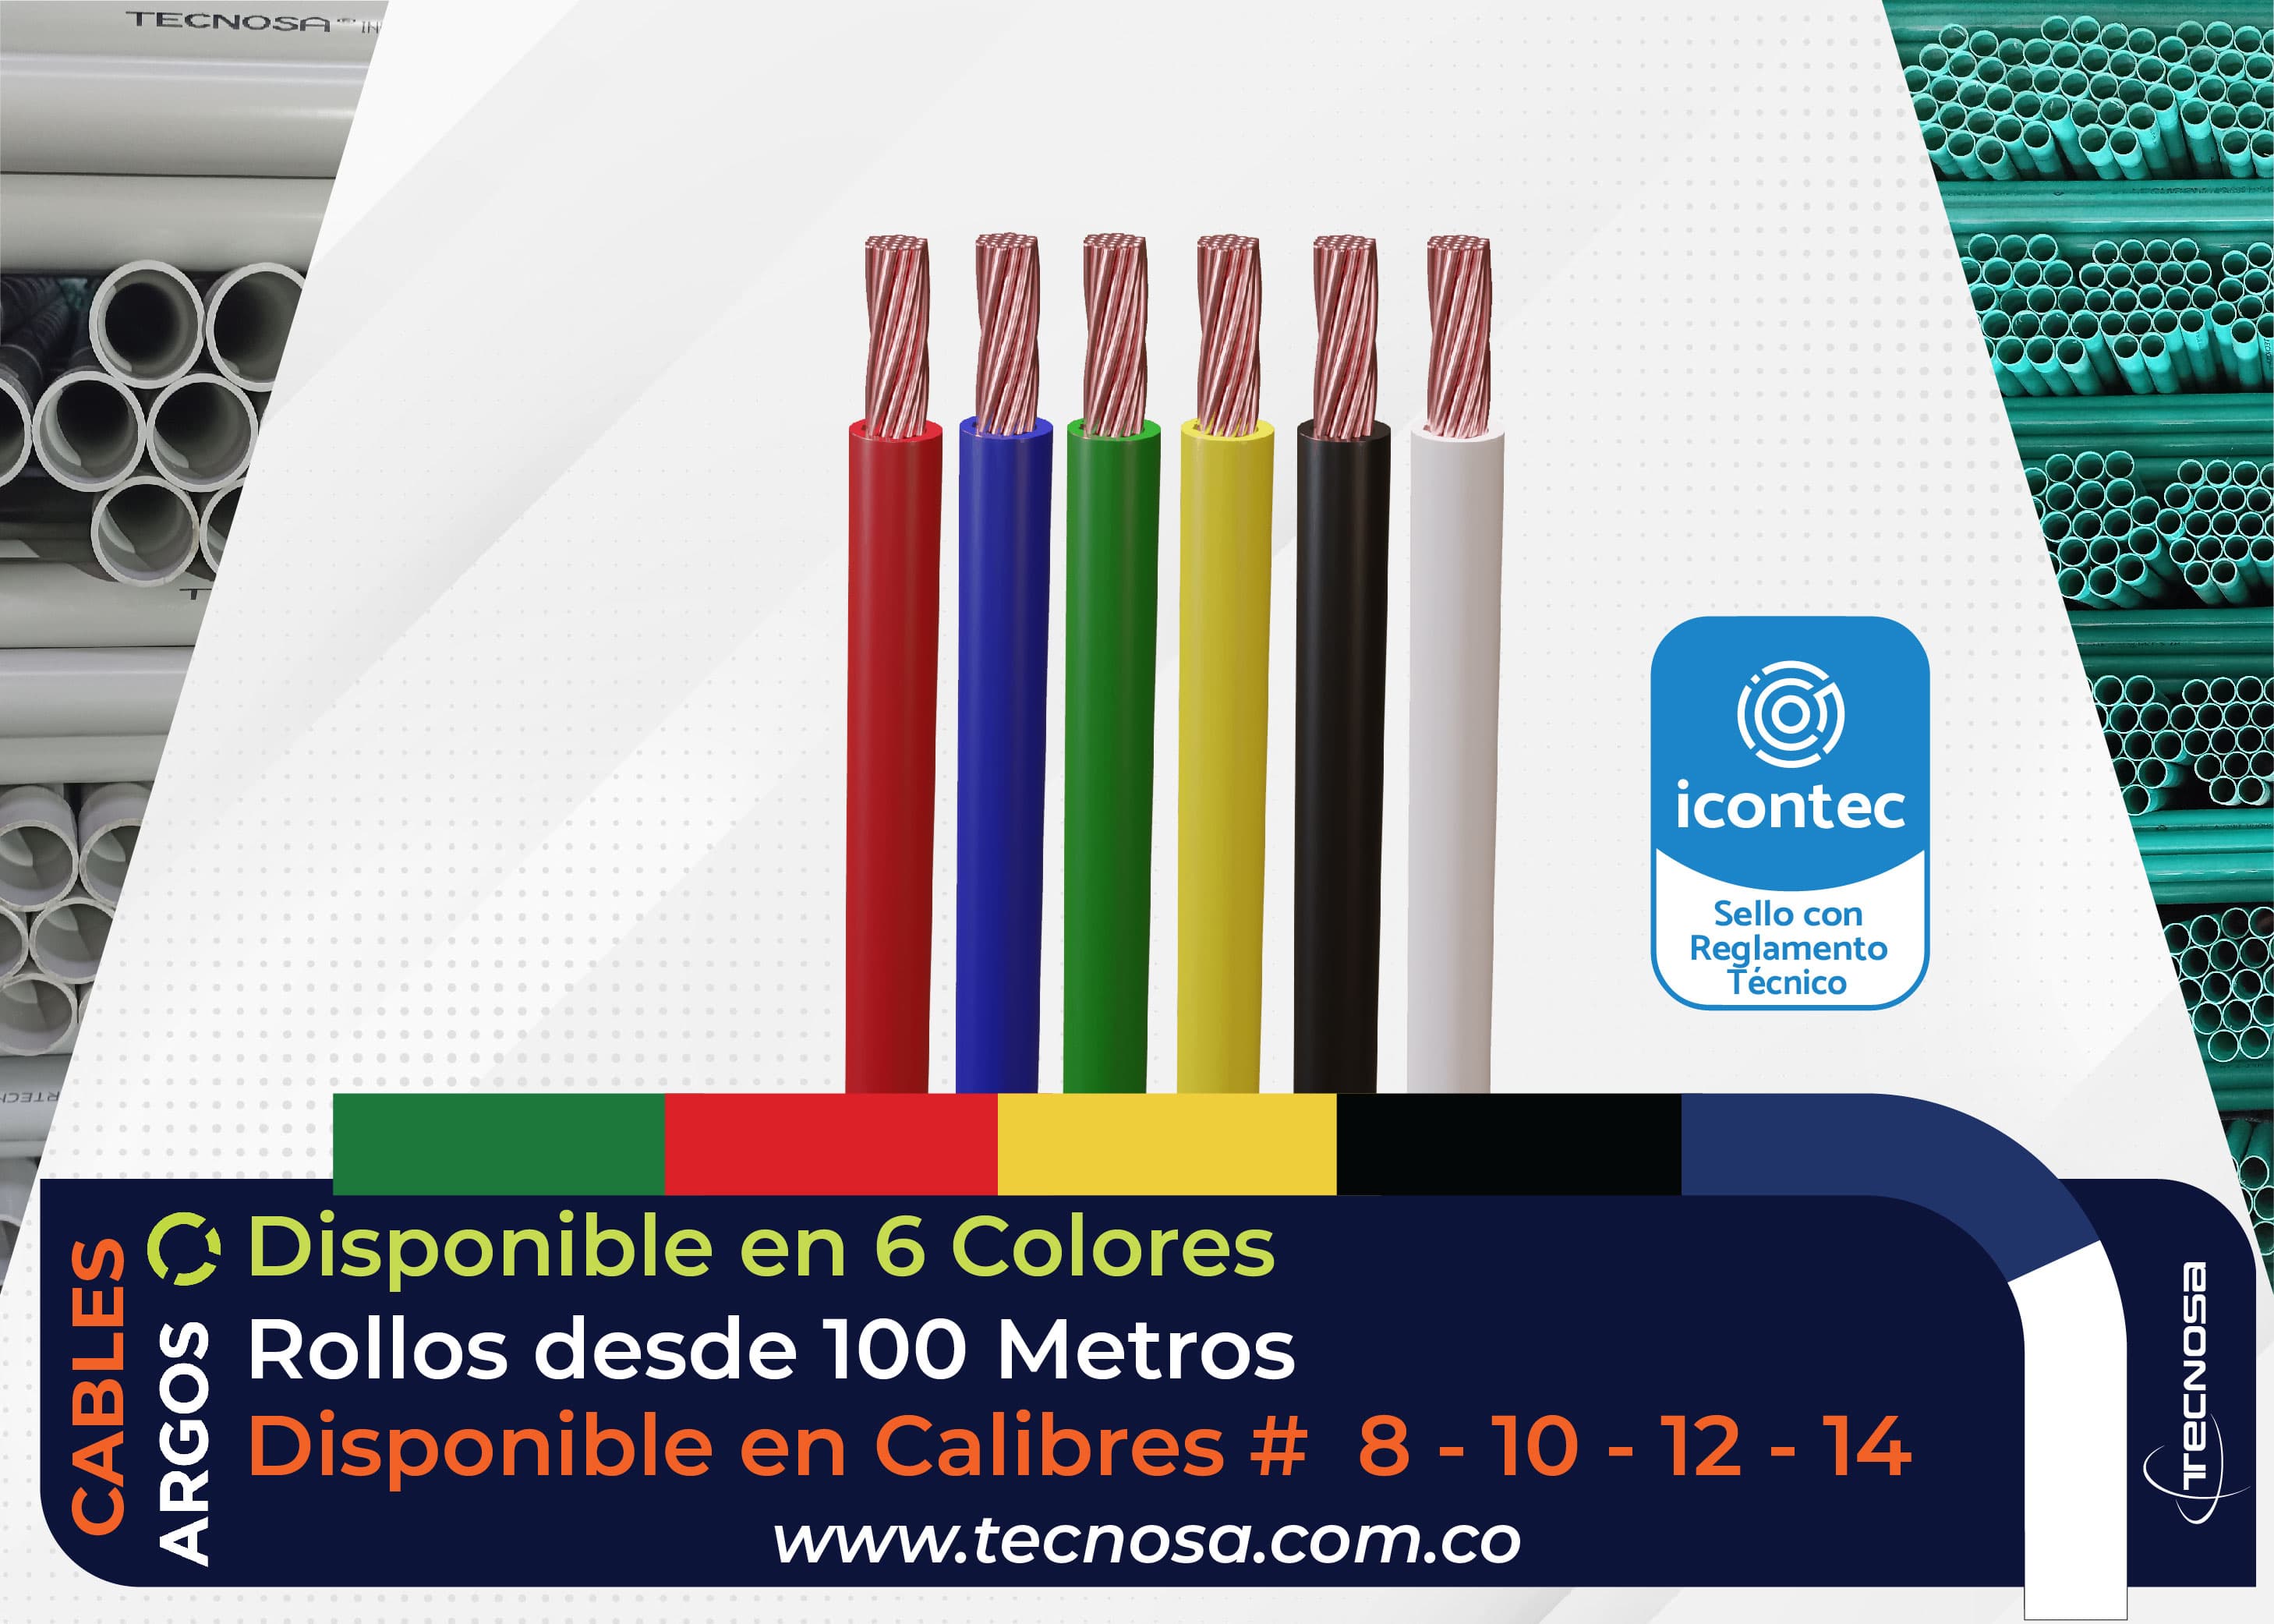 TECNOSA
icontec
Sello con
Reglamento
Técnico
CABLES
ARGOS
Disponible en 6 Colores
Rollos desde 100 Metros
Disponible en Calibres # 8 - 10 - 12 - 14
www.tecnosa.com.co
TECNOSA